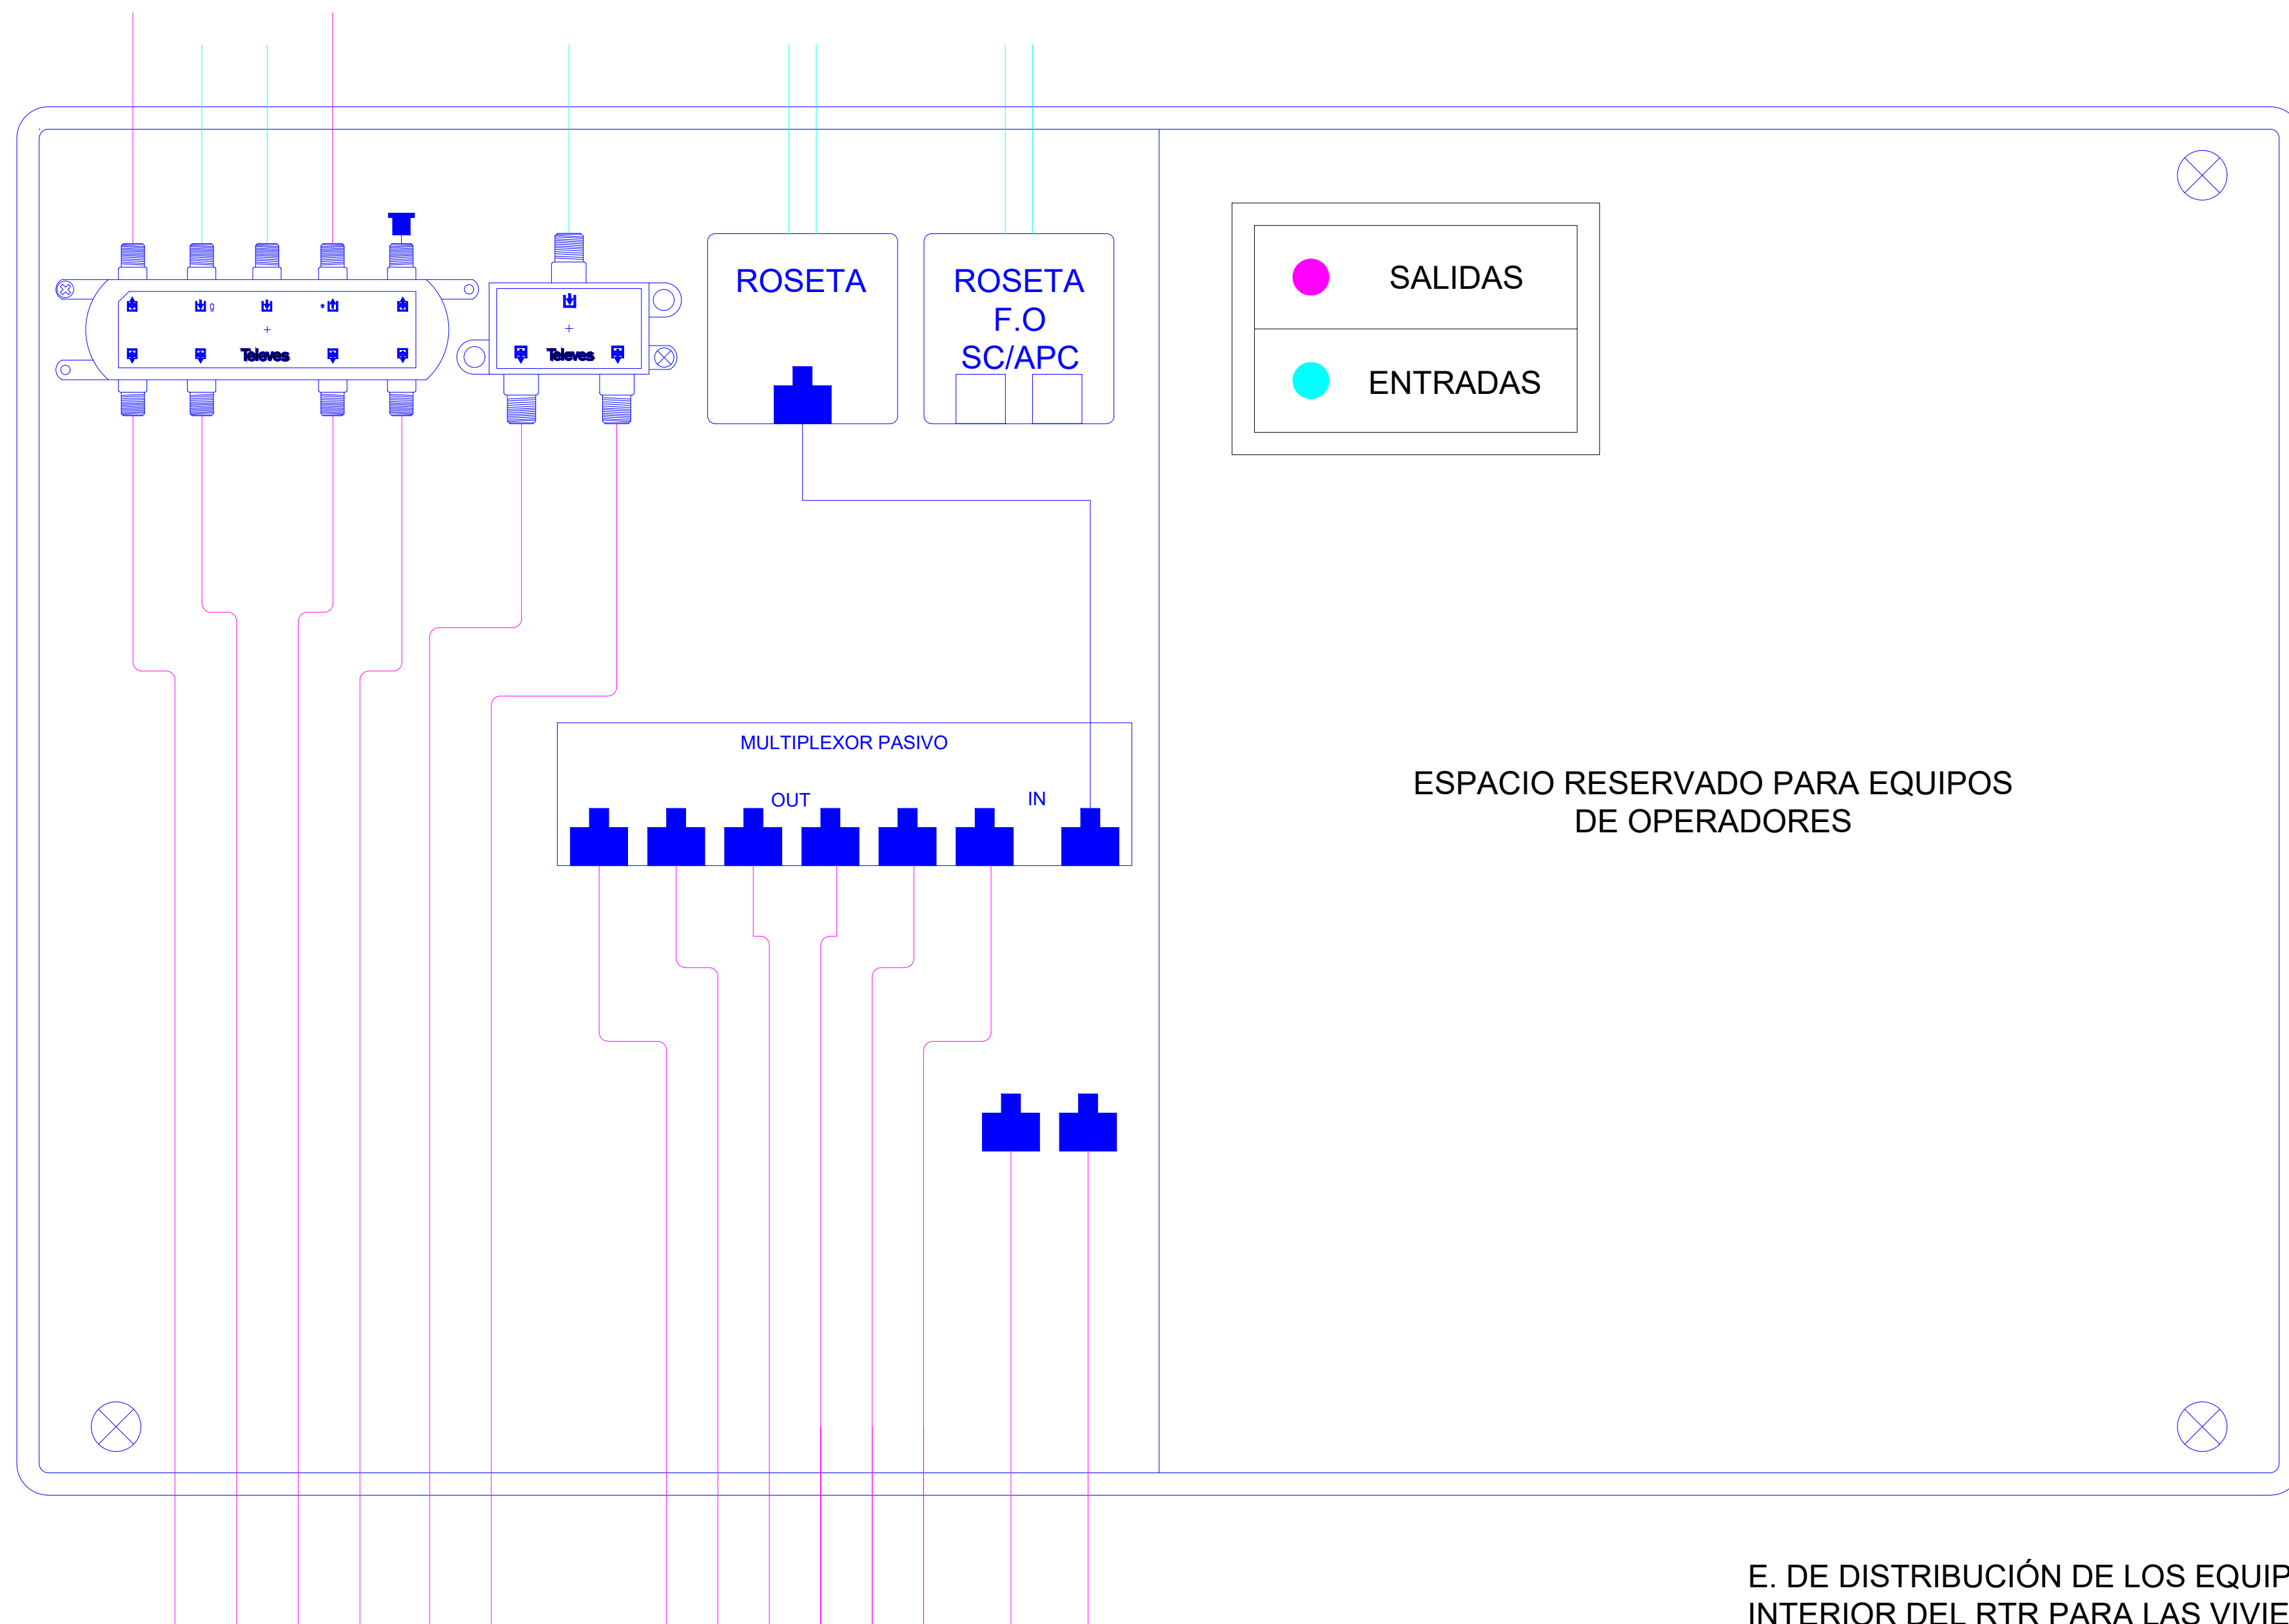 ROSETA
ROSETA
F.O
SC/APC
SALIDAS
ENTRADAS
Televes
Televes
MULTIPLEXOR PASIVO
OUT
IN
ESPACIO RESERVADO PARA EQUIPOS
DE OPERADORES
E. DE DISTRIBUCIÓN DE LOS EQUIP
INTERIOR DEL RTR PARA LAS VIVIE